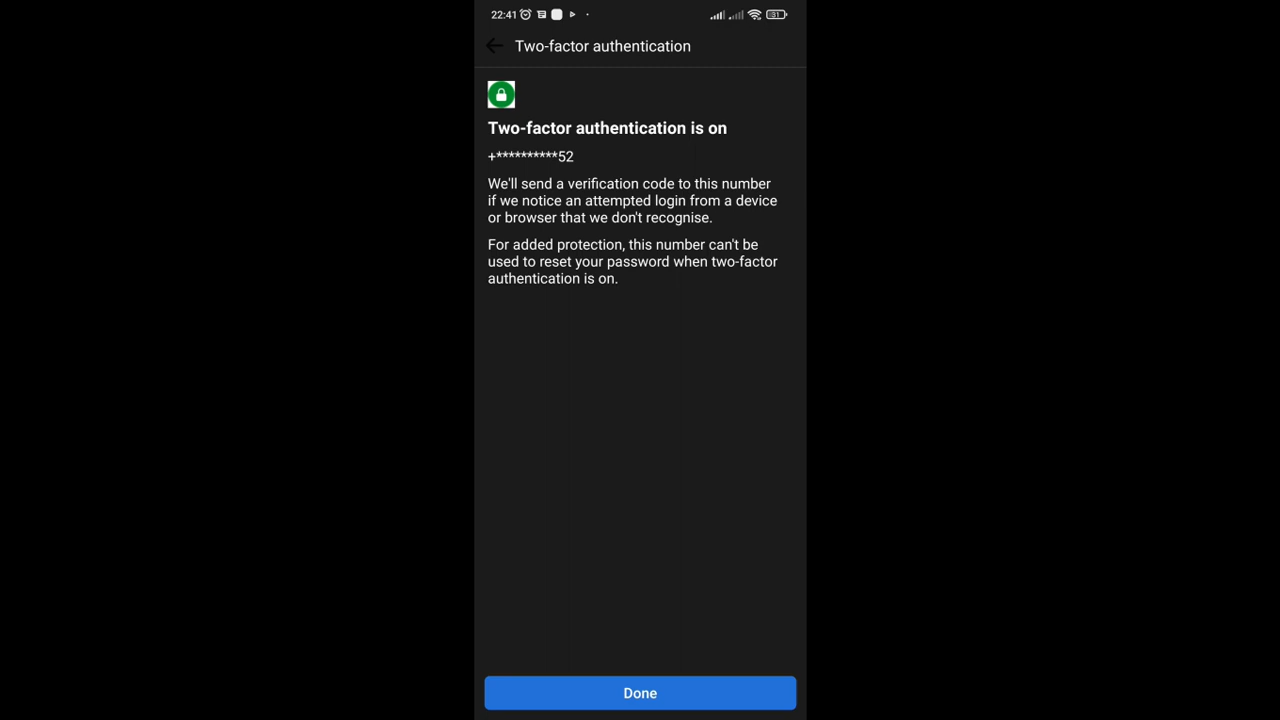 22:41
31
Two-factor authentication
Two-factor authentication is on
+**********52
We'll send a verification code to this number
if we notice an attempted login from a device
or browser that we don't recognise.
For added protection, this number can't be
used to reset your password when two-factor
authentication is on.
Done